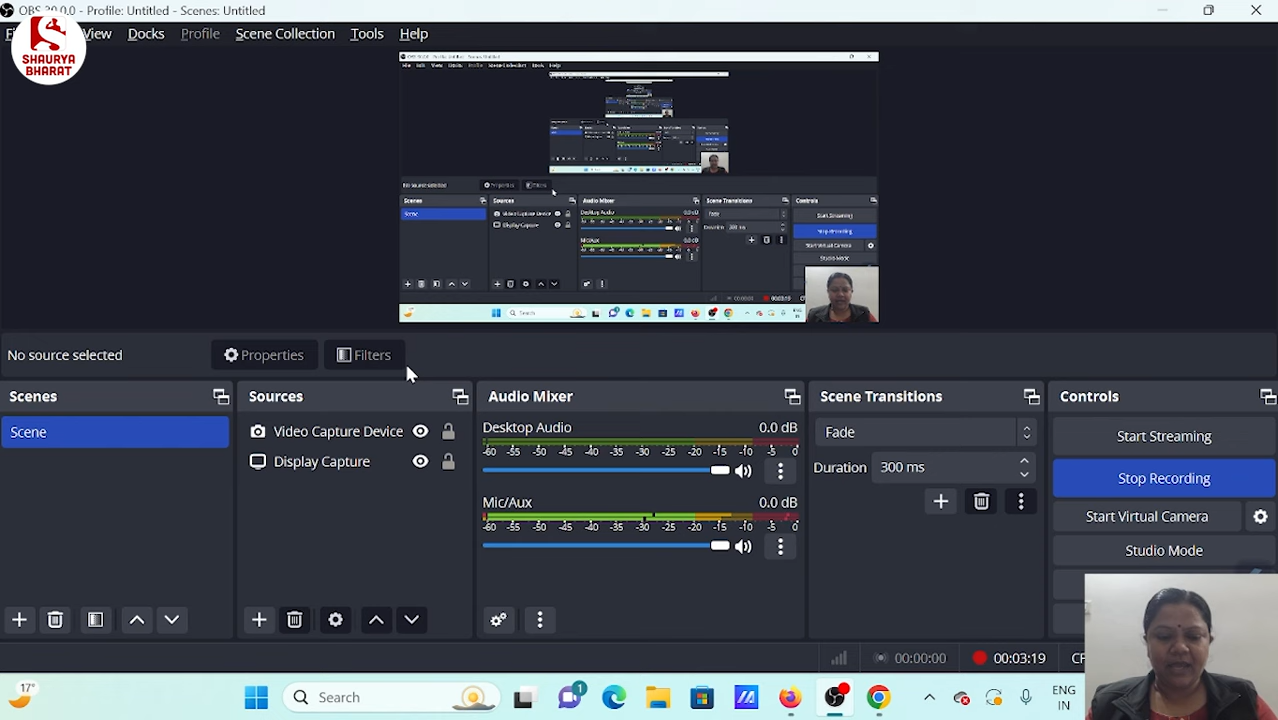 OBS 30.0.0 - Profile: Untitled - Scenes: Untitled
View Docks Profile Scene Collection Tools Help
SHAURYA
BHARAT
No source selected
Properties
Filters
Scenes
Sources
Audio Mixer
Scene Transitions
Controls
Scene
Video Capture Device
Display Capture
Desktop Audio 0.0 dB
-60 -55 -50 -45 -40 -35 -30 -25 -20 -15 -10 -5 0
Mic/Aux 0.0 dB
-60 -55 -50 -45 -40 -35 -30 -25 -20 -15 -10 -5 0
Fade
Duration 300 ms
Start Streaming
Stop Recording
Start Virtual Camera
Studio Mode
00:00:00
00:03:19
17°
Search
1
ENG
IN